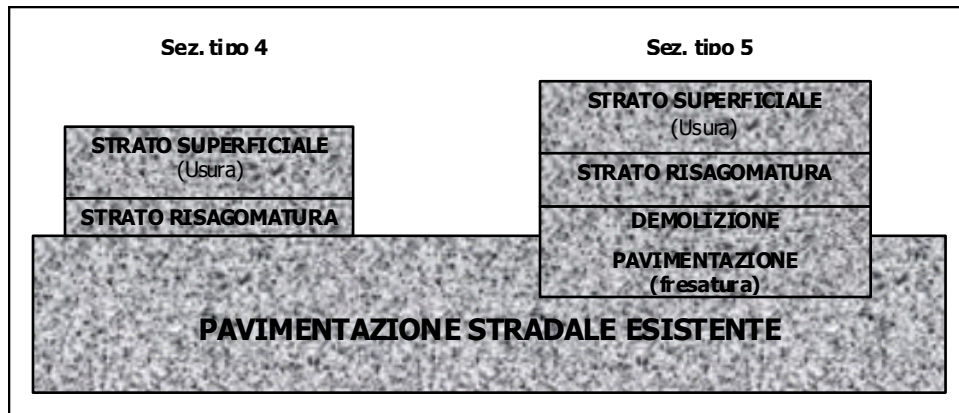 Sez. tipo 4
Sez. tipo 5
STRATO SUPERFICIALE
(Usura)
STRATO RISAGOMATURA
STRATO SUPERFICIALE
(Usura)
STRATO RISAGOMATURA
DEMOLIZIONE
PAVIMENTAZIONE
(fresatura)
PAVIMENTAZIONE STRADALE ESISTENTE